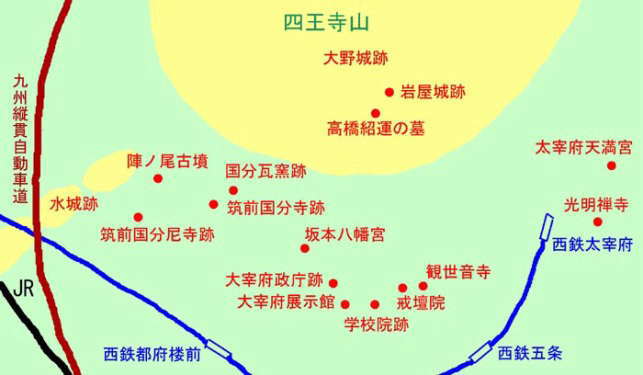 四王寺山
大野城跡
岩屋城跡
高橋紹運の墓
九州縦貫自動車道
陣ノ尾古墳
国分瓦窯跡
太宰府天満宮
水城跡
筑前国分寺跡
光明禅寺
筑前国分尼寺跡
坂本八幡宮
西鉄太宰府
観世音寺
大宰府政庁跡
JR
大宰府展示館
戒壇院
学校院跡
西鉄都府楼前
西鉄五条